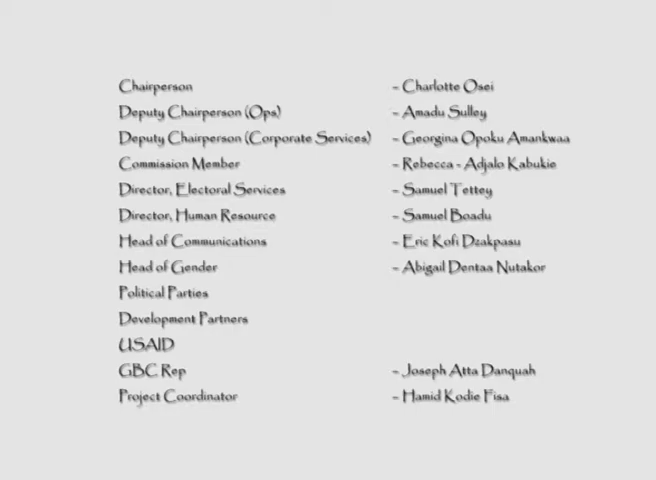 Chairperson – Charlotte Osei
Deputy Chairperson (Ops) – Amadu Sulley
Deputy Chairperson (Corporate Services) – Georgina Opoku Amankwaa
Commission Member – Rebecca - Adjalo Kabukie
Director, Electoral Services – Samuel Tettey
Director, Human Resource – Samuel Boadu
Head of Communications – Eric Kofi Dzakpasu
Head of Gender – Abigail Dentaa Nutakor
Political Parties
Development Partners
USAID
GBC Rep – Joseph Atta Danquah
Project Coordinator – Hamid Kodie Fisa